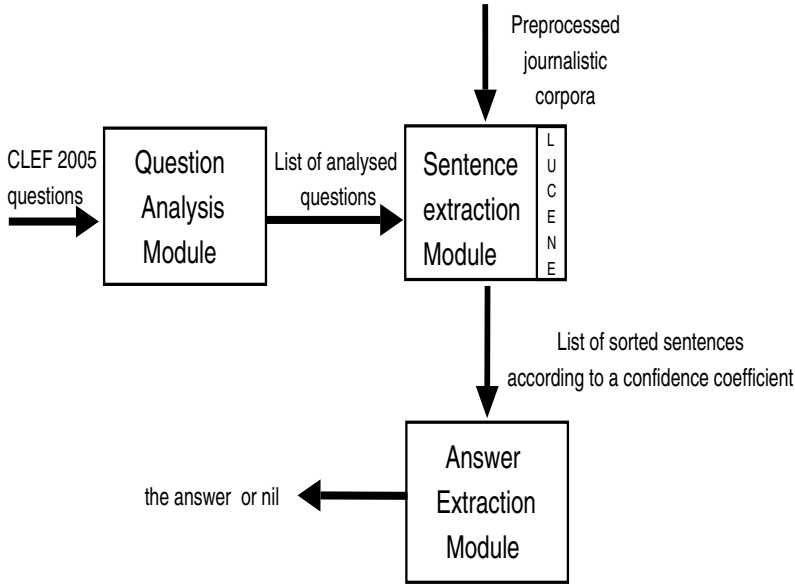 Preprocessed
journalistic
corpora
CLEF 2005
questions
Question
Analysis
Module
List of analysed
questions
Sentence
extraction
Module
L
U
C
E
N
E
List of sorted sentences
according to a confidence coefficient
Answer
Extraction
Module
the answer or nil